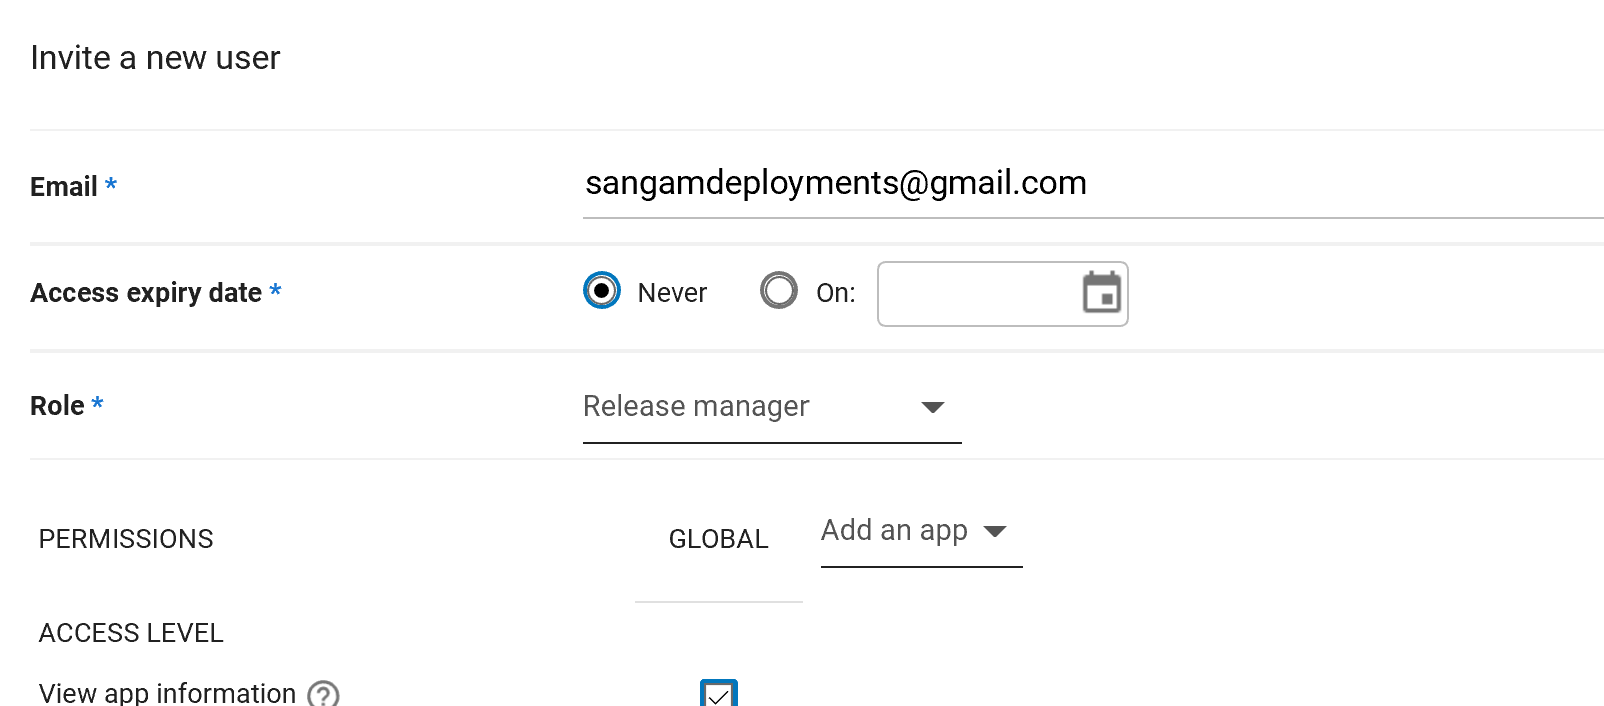 Invite a new user
Email *
sangamdeployments@gmail.com
Access expiry date *
Never
On:
Role *
Release manager
PERMISSIONS
GLOBAL
Add an app
ACCESS LEVEL
View app information ?